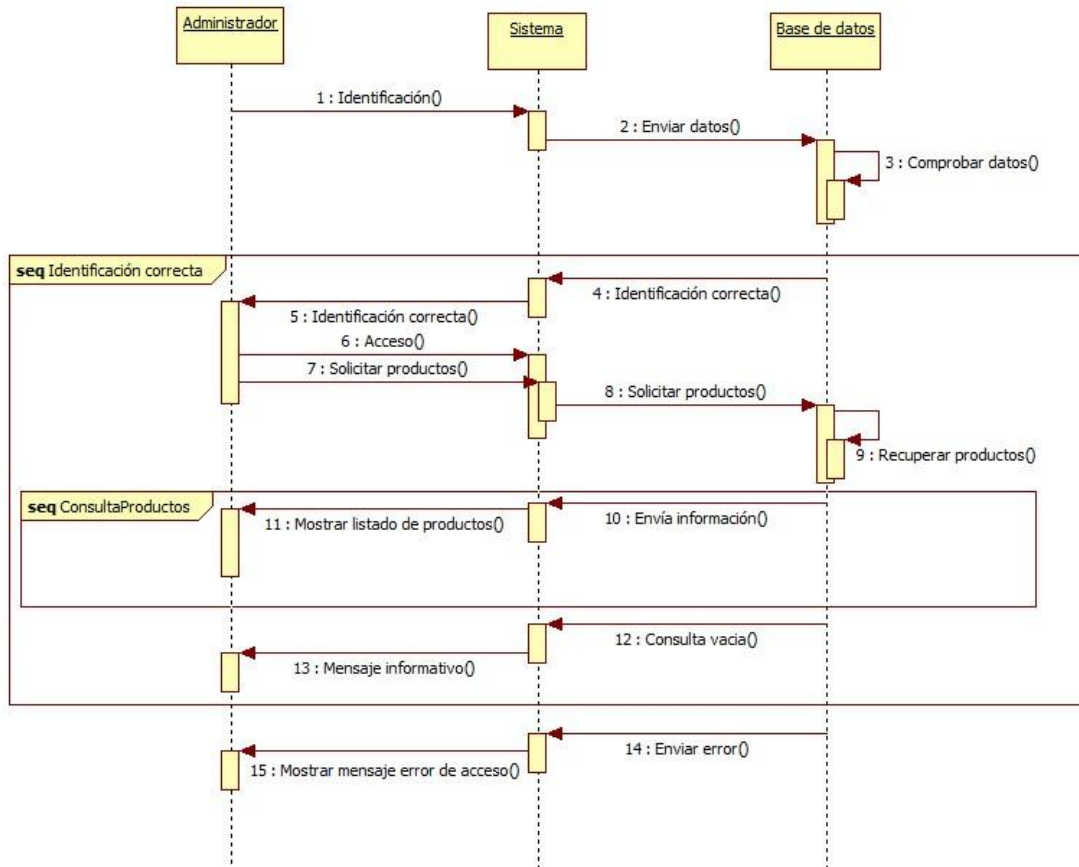 Administrador
Sistema
Base de datos
1 : Identificación()
2 : Enviar datos()
3 : Comprobar datos()
seq Identificación correcta
4 : Identificación correcta()
5 : Identificación correcta()
6 : Acceso()
7 : Solicitar productos()
8 : Solicitar productos()
9 : Recuperar productos()
seq ConsultaProductos
10 : Envía información()
11 : Mostrar listado de productos()
12 : Consulta vacia()
13 : Mensaje informativo()
14 : Enviar error()
15 : Mostrar mensaje error de acceso()